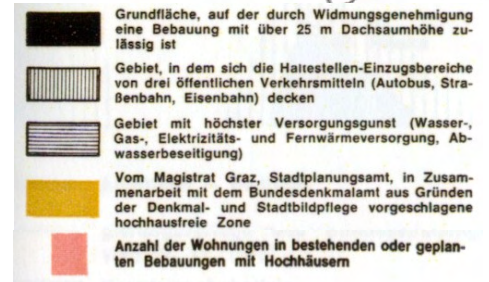 Grundfläche, auf der durch Widmungsgenehmigung
eine Bebauung mit über 25 m Dachsaumhöhe zu-
lässig ist
Gebiet, in dem sich die Haltestellen-Einzugsbereiche
von drei öffentlichen Verkehrsmitteln (Autobus, Stra-
ßenbahn, Eisenbahn) decken
Gebiet mit höchster Versorgungsgunst (Wasser-,
Gas-, Elektrizitäts- und Fernwärmeversorgung, Ab-
wasserbeseitigung)
Vom Magistrat Graz, Stadtplanungsamt, in Zusam-
menarbeit mit dem Bundesdenkmalamt aus Gründen
der Denkmal- und Stadtbildpflege vorgeschlagene
hochhausfreie Zone
Anzahl der Wohnungen in bestehenden oder geplan-
ten Bebauungen mit Hochhäusern